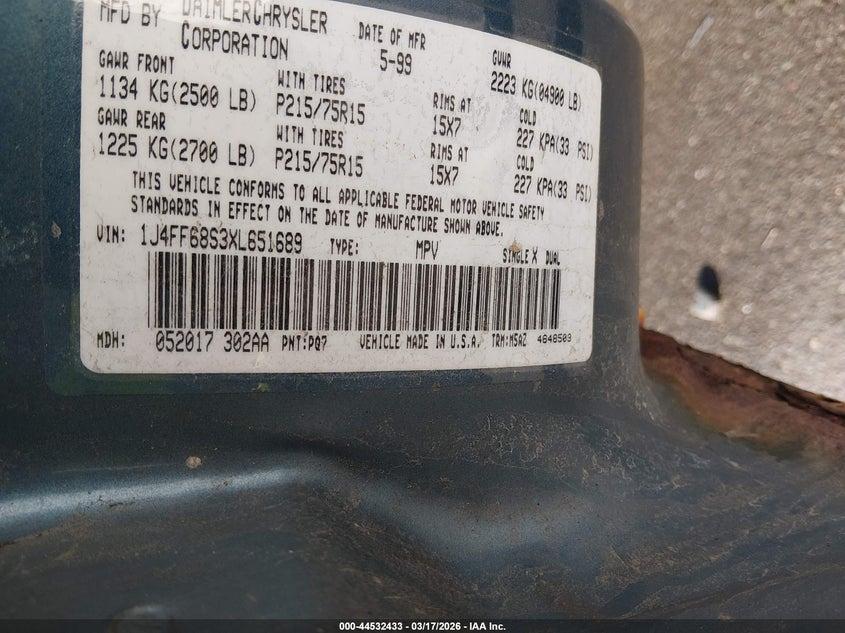 MFD BY DAIMLERCHRYSLER CORPORATION DATE OF MFR 5-99 GVWR 2223 KG(04900 LB)
GAWR FRONT WITH TIRES RIMS AT COLD
1134 KG(2500 LB) P215/75R15 15X7 227 KPA(33 PSI)
GAWR REAR WITH TIRES RIMS AT COLD
1225 KG(2700 LB) P215/75R15 15X7 227 KPA(33 PSI)
THIS VEHICLE CONFORMS TO ALL APPLICABLE FEDERAL MOTOR VEHICLE SAFETY
STANDARDS IN EFFECT ON THE DATE OF MANUFACTURE SHOWN ABOVE.
VIN: 1J4FF68S3XL651689 TYPE: MPV SINGLE X DUAL
MDH: 052017 302AA PNT:PQ7 VEHICLE MADE IN U.S.A. TRM:M5AZ 4848503
000-44532433 - 03/17/2026 - IAA Inc.